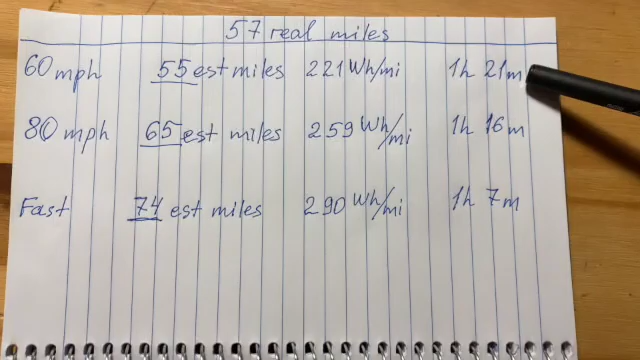 57 real miles
60 mph 55 est miles 221 Wh/mi 1h 21m
80 mph 65 est miles 259 Wh/mi 1h 16m
Fast 74 est miles 290 Wh/mi 1h 7m